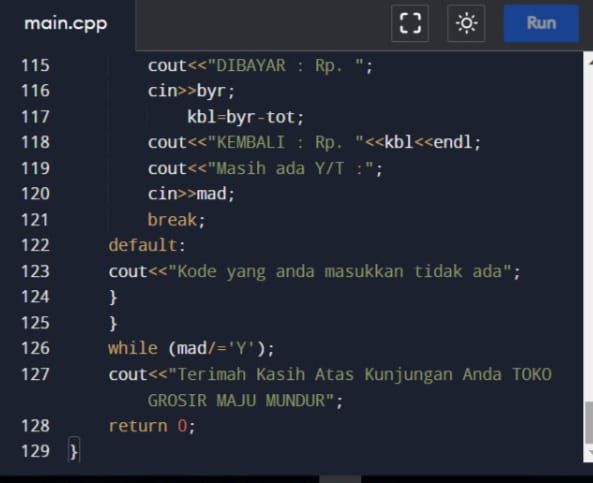 main.cpp
Run
115 cout<<"DIBAYAR : Rp. ";
116 cin>>byr;
117 kbl=byr-tot;
118 cout<<"KEMBALI : Rp. "<<kbl<<endl;
119 cout<<"Masih ada Y/T :";
120 cin>>mad;
121 break;
122 default:
123 cout<<"Kode yang anda masukkan tidak ada";
124 }
125 }
126 while (mad/='Y');
127 cout<<"Terimah Kasih Atas Kunjungan Anda TOKO
GROSIR MAJU MUNDUR";
128 return 0;
129 }